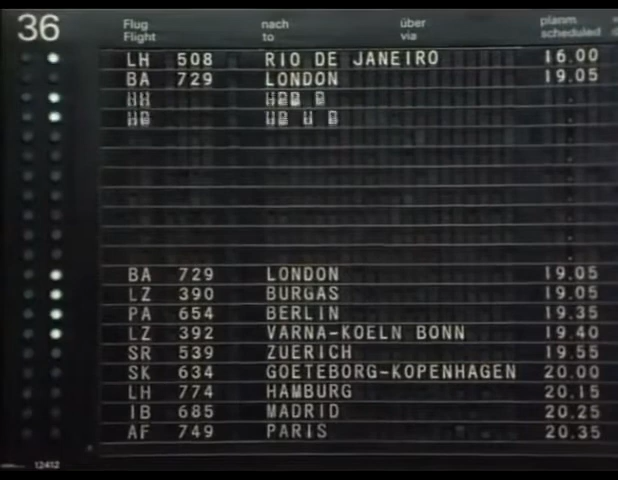 36
Flug nach über planm
Flight to via scheduled
LH 508 RIO DE JANEIRO 16.00
BA 729 LONDON 19.05
BA 729 LONDON 19.05
LZ 390 BURGAS 19.05
PA 654 BERLIN 19.35
LZ 392 VARNA-KOELN BONN 19.40
SR 539 ZUERICH 19.55
SK 634 GOETEBORG-KOPENHAGEN 20.00
LH 774 HAMBURG 20.15
IB 685 MADRID 20.25
AF 749 PARIS 20.35
12412